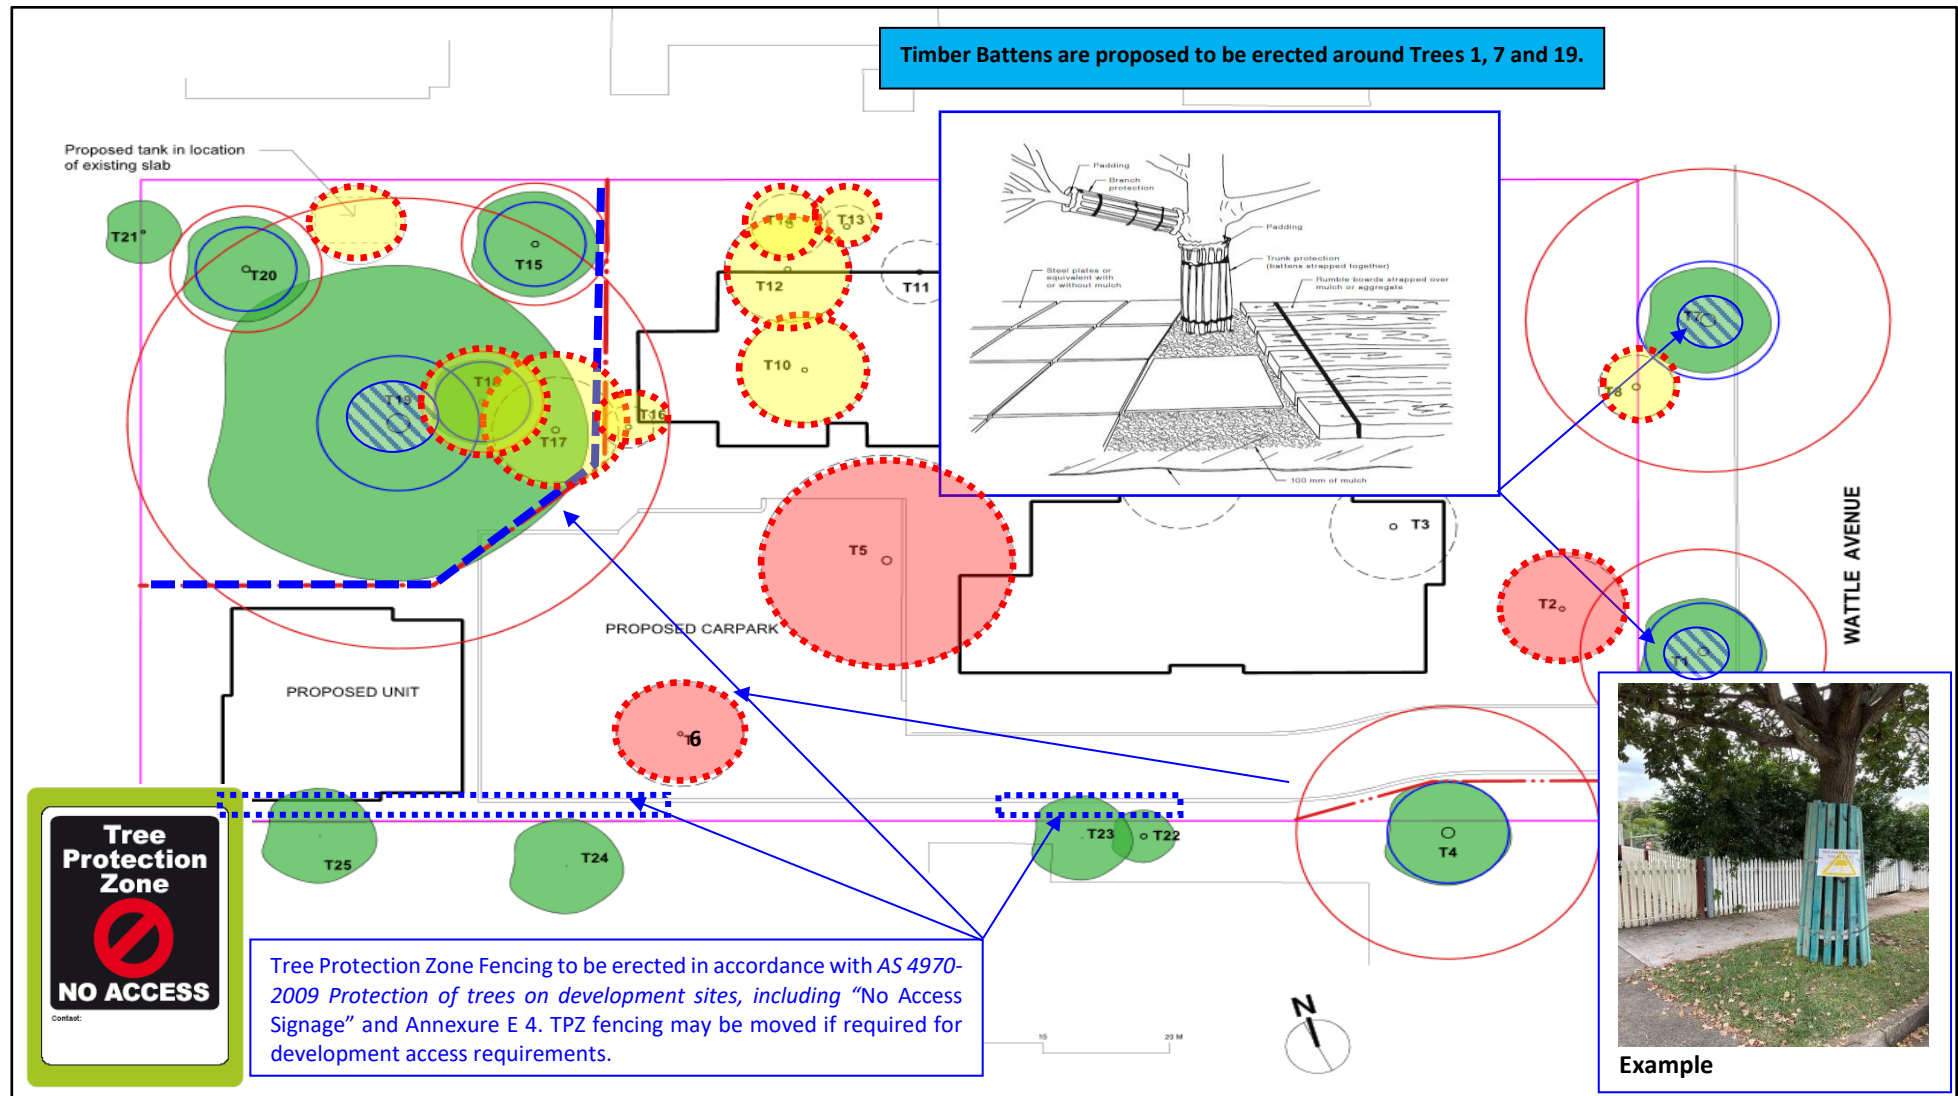 Timber Battens are proposed to be erected around Trees 1, 7 and 19.
Proposed tank in location
of existing slab
Padding
Branch
protection
Padding
Trunk protection
(battens strapped together)
Steel plates or
equivalent with
or without mulch
Rumble boards strapped over
mulch or aggregate
100 mm of mulch
T21
T20
T15
T14
T13
T12
T11
T10
T7
T8
T18
T19
T17
T16
T5
T3
T2
T1
WATTLE AVENUE
PROPOSED CARPARK
PROPOSED UNIT
T6
T25
T24
T23
T22
T4
Tree
Protection
Zone
NO ACCESS
Contact:
Tree Protection Zone Fencing to be erected in accordance with AS 4970-
2009 Protection of trees on development sites, including “No Access
Signage” and Annexure E 4. TPZ fencing may be moved if required for
development access requirements.
15
20 M
N
Example